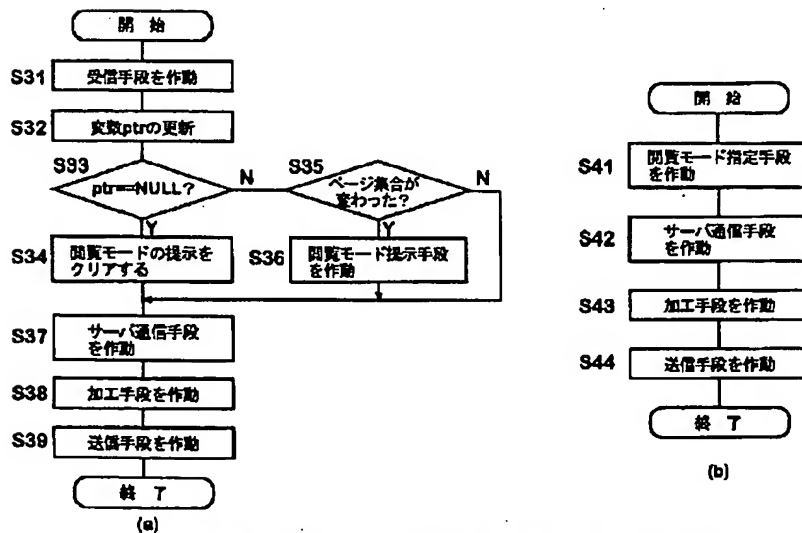 開 始
S31
受信手段を作動
S32
変数ptrの更新
S33
ptr==NULL?
N
Y
S35
ページ集合が
変わった?
N
Y
S34
閲覧モードの提示を
クリアする
S36
閲覧モード提示手段
を作動
S37
サーバ通信手段
を作動
S38
加工手段を作動
S39
送信手段を作動
終 了
(a)
開 始
S41
閲覧モード指定手段
を作動
S42
サーバ通信手段
を作動
S43
加工手段を作動
S44
送信手段を作動
終 了
(b)